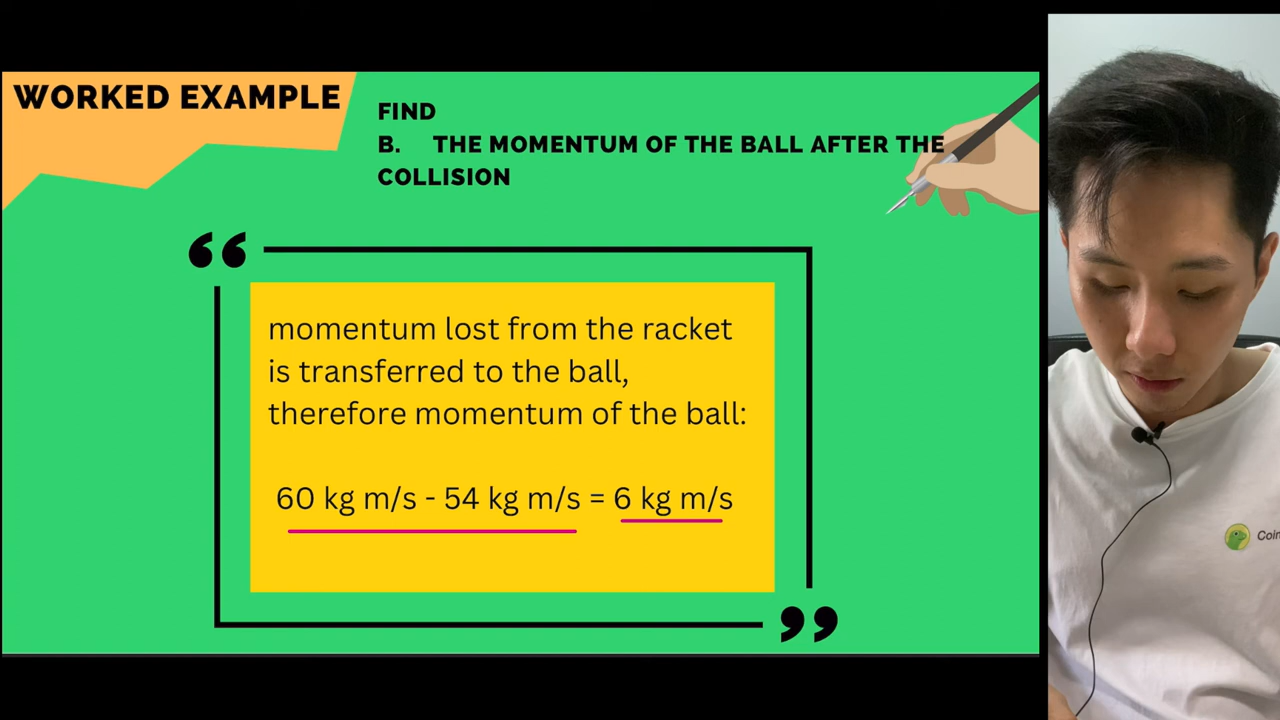 WORKED EXAMPLE
FIND
B. THE MOMENTUM OF THE BALL AFTER THE
COLLISION
momentum lost from the racket
is transferred to the ball,
therefore momentum of the ball:
60 kg m/s - 54 kg m/s = 6 kg m/s